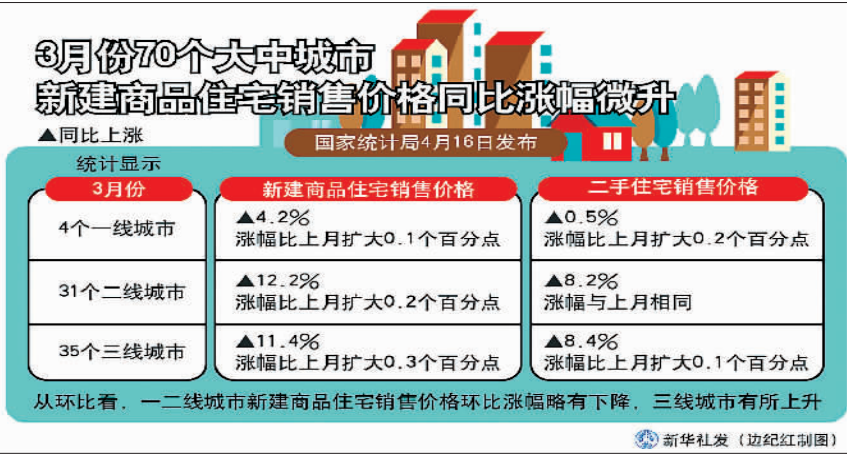 3月份70个大中城市
新建商品住宅销售价格同比涨幅微升
▲同比上涨
国家统计局4月16日发布
统计显示
3月份
新建商品住宅销售价格
二手住宅销售价格
4个一线城市
▲4.2%
涨幅比上月扩大0.1个百分点
▲0.5%
涨幅比上月扩大0.2个百分点
31个二线城市
▲12.2%
涨幅比上月扩大0.2个百分点
▲8.2%
涨幅与上月相同
35个三线城市
▲11.4%
涨幅比上月扩大0.3个百分点
▲8.4%
涨幅比上月扩大0.1个百分点
从环比看，一二线城市新建商品住宅销售价格环比涨幅略有下降，三线城市有所上升
新华社发（边纪红制图）